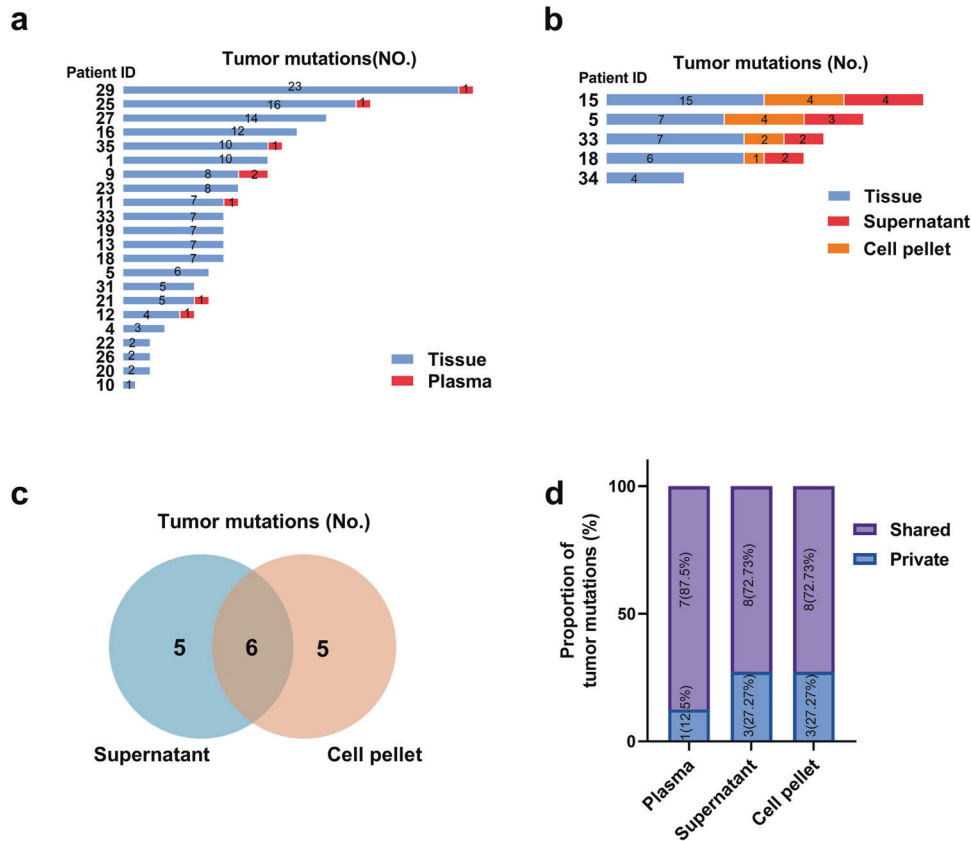 a
Tumor mutations(NO.)
Patient ID
29 23 1
25 16 1
27 14
16 12
35 10 1
1 10
9 8 2
23 8
11 7 1
33 7
19 7
13 7
18 7
5 6
31 5
21 5 1
12 4 1
4 3
22 2
26 2
20 2
10 1
Tissue
Plasma
b
Tumor mutations (No.)
Patient ID
15 15 4 4
5 7 4 3
33 7 2 2
18 6 1 2
34 4
Tissue
Supernatant
Cell pellet
c
Tumor mutations (No.)
5 6 5
Supernatant
Cell pellet
d
Proportion of
tumor mutations (%)
100
50
0
7(87.5%)
1(12.5%)
8(72.73%)
3(27.27%)
8(72.73%)
3(27.27%)
Plasma
Supernatant
Cell pellet
Shared
Private